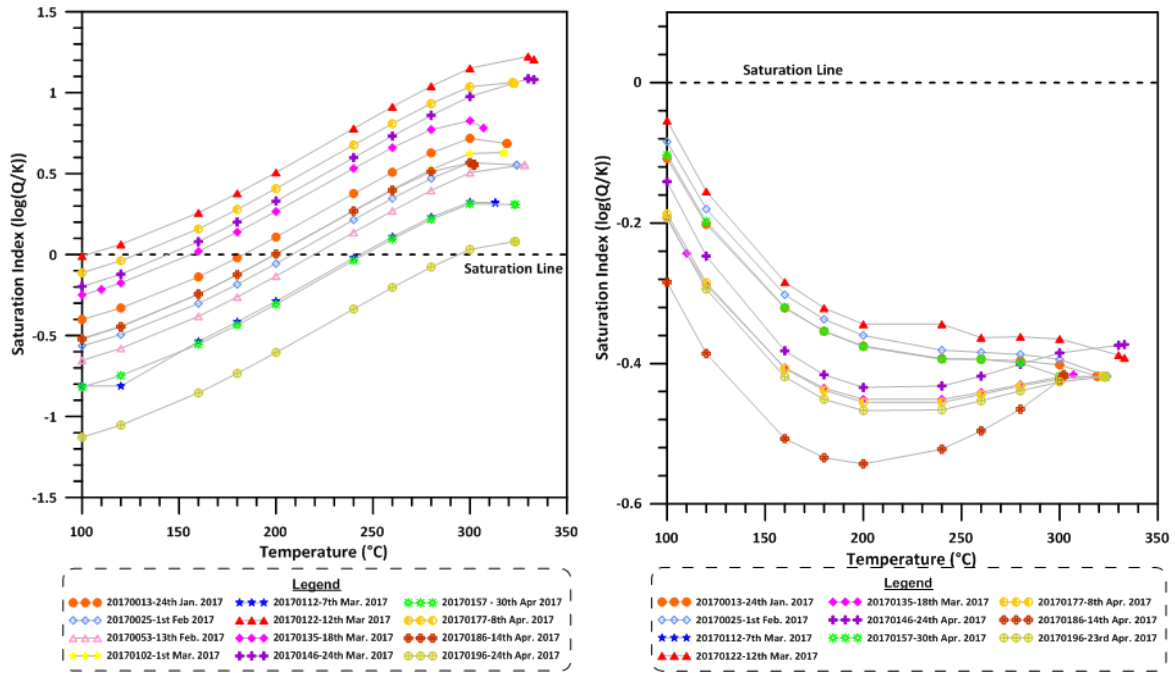 1.5
1
0.5
0
-0.5
-1
-1.5
Saturation Index (log(Q/K)
Saturation Line
100 150 200 250 300 350
Temperature (°C)
Legend
20170013-24th Jan. 2017
20170025-1st Feb 2017
20170053-13th Feb. 2017
20170102-1st Mar. 2017
20170112-7th Mar. 2017
20170122-12th Mar 2017
20170135-18th Mar. 2017
20170146-24th Mar. 2017
20170157 - 30th Apr 2017
20170177-8th Apr. 2017
20170186-14th Apr. 2017
20170196-24th Apr. 2017
0
-0.2
-0.4
-0.6
Saturation Index (log(Q/K)
Saturation Line
100 150 200 250 300 350
Temperature (°C)
Legend
20170013-24th Jan. 2017
20170025-1st Feb. 2017
20170112-7th Mar. 2017
20170122-12th Mar. 2017
20170135-18th Mar. 2017
20170146-24th Apr. 2017
20170157-30th Apr. 2017
20170177-8th Apr. 2017
20170186-14th Apr. 2017
20170196-23rd Apr. 2017